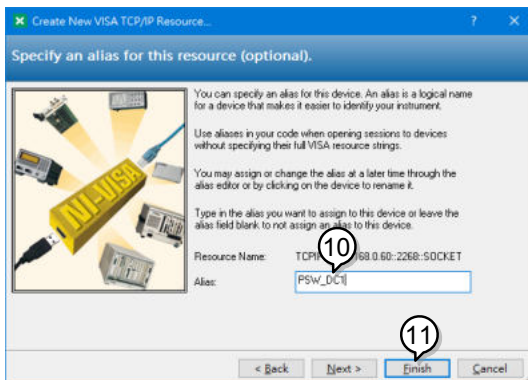 Create New VISA TCP/IP Resource...
Specify an alias for this resource (optional).
You can specify an alias for this device. An alias is a logical name
for a device that makes it easier to identify your instrument.
Use aliases in your code when opening sessions to devices
without specifying their full VISA resource strings.
You may assign or change the alias at a later time through the
alias editor or by clicking on the device to rename it.
Type in the alias you want to assign to this device or leave the
alias field blank to not assign an alias to this device.
NI-VISA
10
Resource Name: TCPIP 68.0.60::2268::SOCKET
Alias: PSW_DC1
11
< Back Next > Finish Cancel